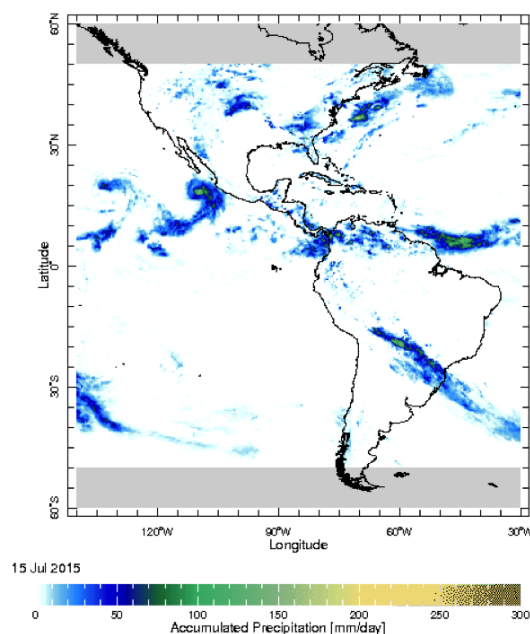 60°N
30°N
0°
30°S
60°S
Latitude
120°W
90°W
60°W
30°W
Longitude
15 Jul 2015
0
50
100
150
200
250
300
Accumulated Precipitation [mm/day]